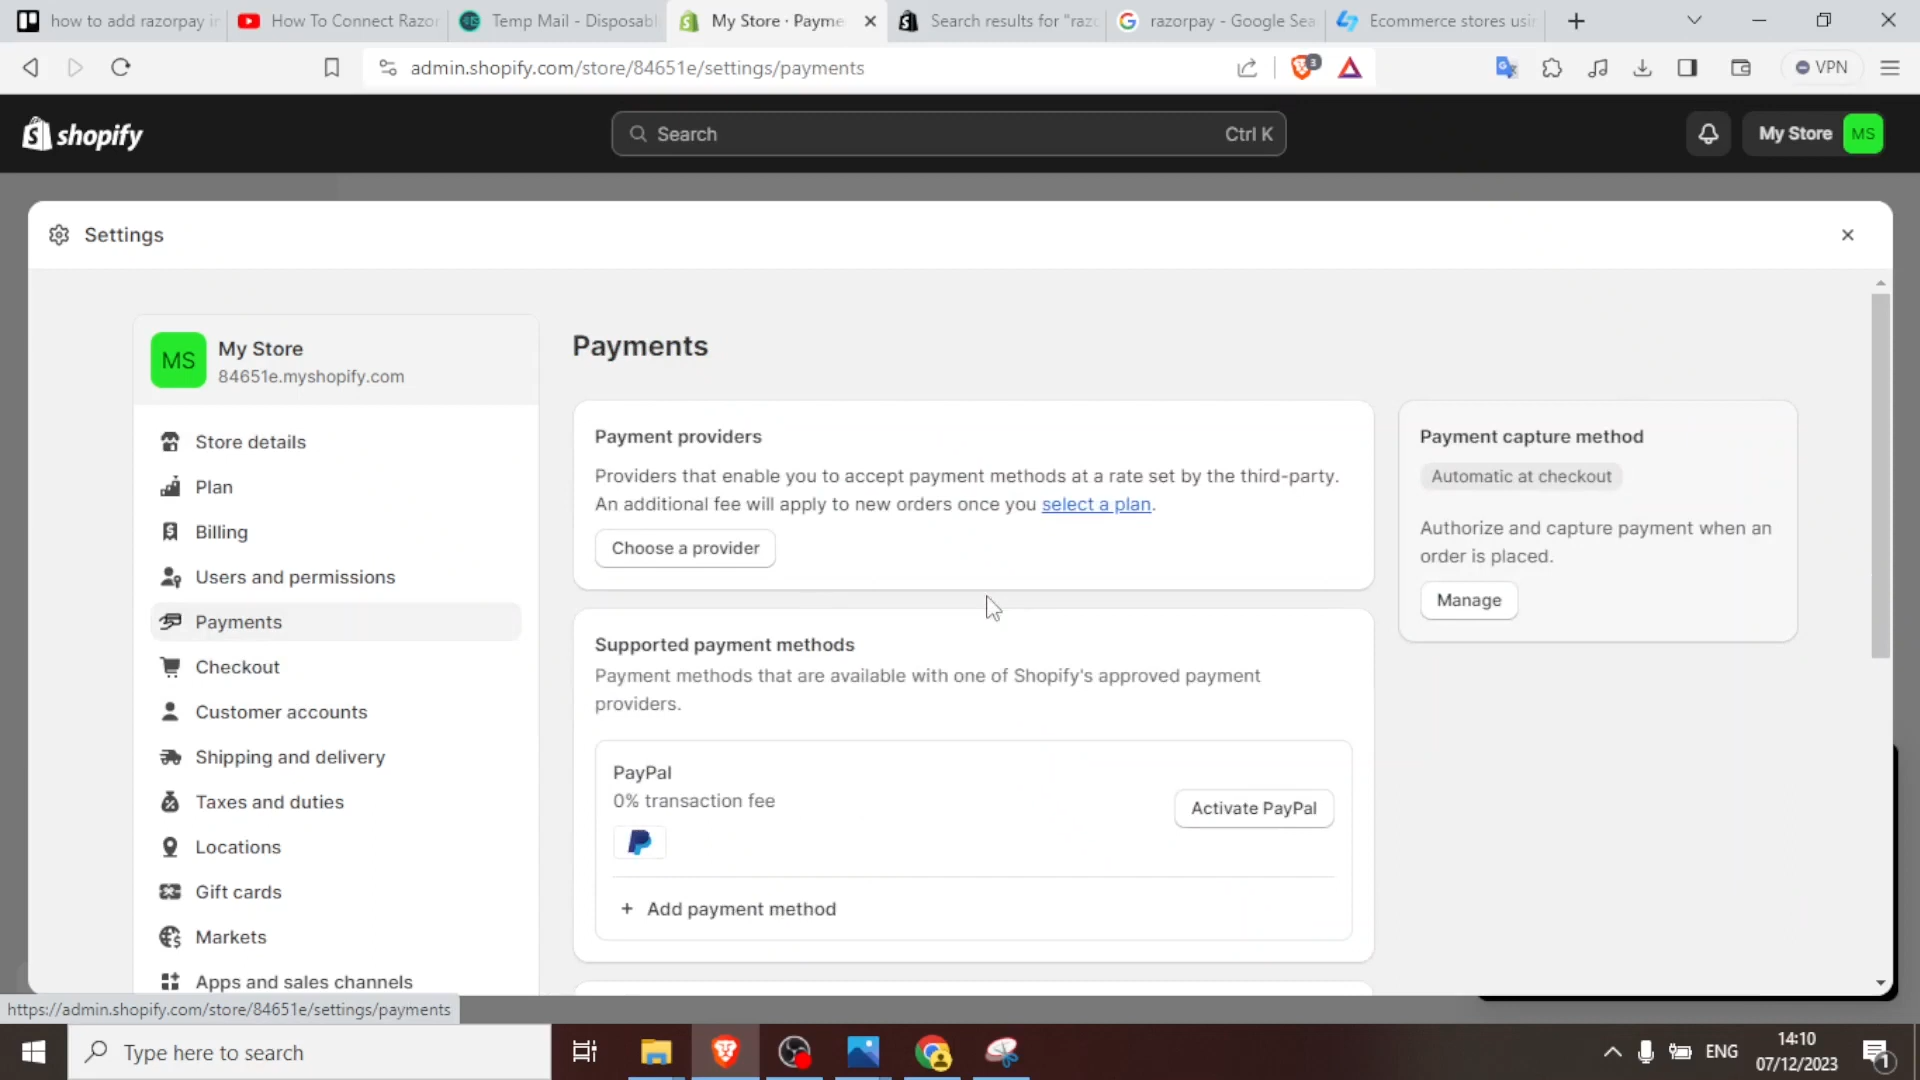 how to add razorpay in
How To Connect Razor
Temp Mail - Disposabl
My Store · Payme
Search results for "razo
razorpay - Google Sea
Ecommerce stores usin
admin.shopify.com/store/84651e/settings/payments
3
VPN
shopify
Search
Ctrl K
My Store
MS
Settings
MS
My Store
84651e.myshopify.com
Store details
Plan
Billing
Users and permissions
Payments
Checkout
Customer accounts
Shipping and delivery
Taxes and duties
Locations
Gift cards
Markets
Apps and sales channels
Payments
Payment providers
Providers that enable you to accept payment methods at a rate set by the third-party.
An additional fee will apply to new orders once you select a plan.
Choose a provider
Supported payment methods
Payment methods that are available with one of Shopify's approved payment
providers.
PayPal
0% transaction fee
Activate PayPal
+ Add payment method
Payment capture method
Automatic at checkout
Authorize and capture payment when an
order is placed.
Manage
https://admin.shopify.com/store/84651e/settings/payments
Type here to search
ENG
14:10
07/12/2023
1